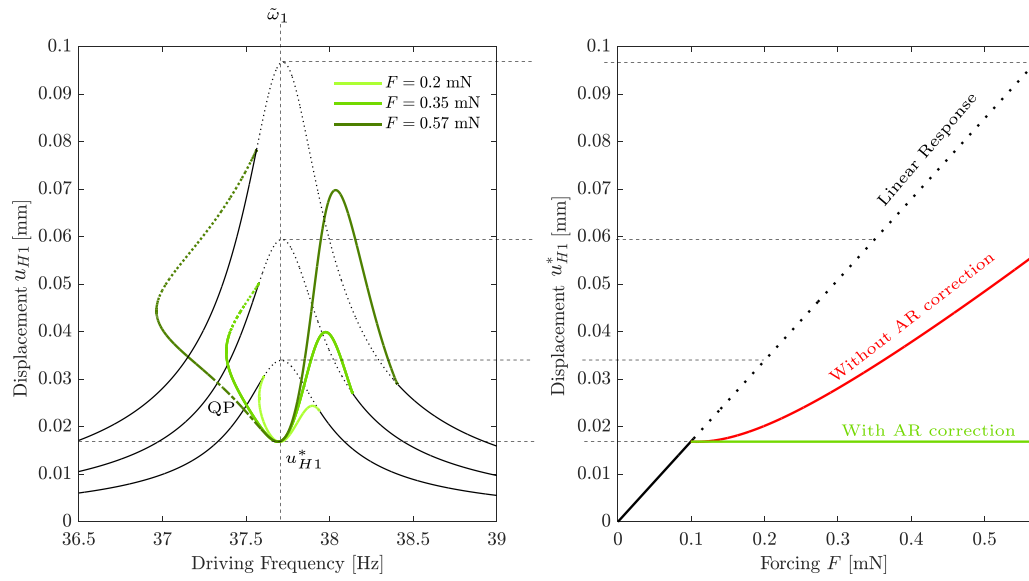 ω̃₁
0.1
0.09
0.08
0.07
0.06
0.05
0.04
0.03
0.02
0.01
0
Displacement u_{H1} [mm]
F = 0.2 mN
F = 0.35 mN
F = 0.57 mN
QP
u*_{H1}
36.5 37 37.5 38 38.5 39
Driving Frequency [Hz]
0.1
0.09
0.08
0.07
0.06
0.05
0.04
0.03
0.02
0.01
0
Displacement u*_{H1} [mm]
Linear Response
Without AR correction
With AR correction
0 0.1 0.2 0.3 0.4 0.5
Forcing F [mN]